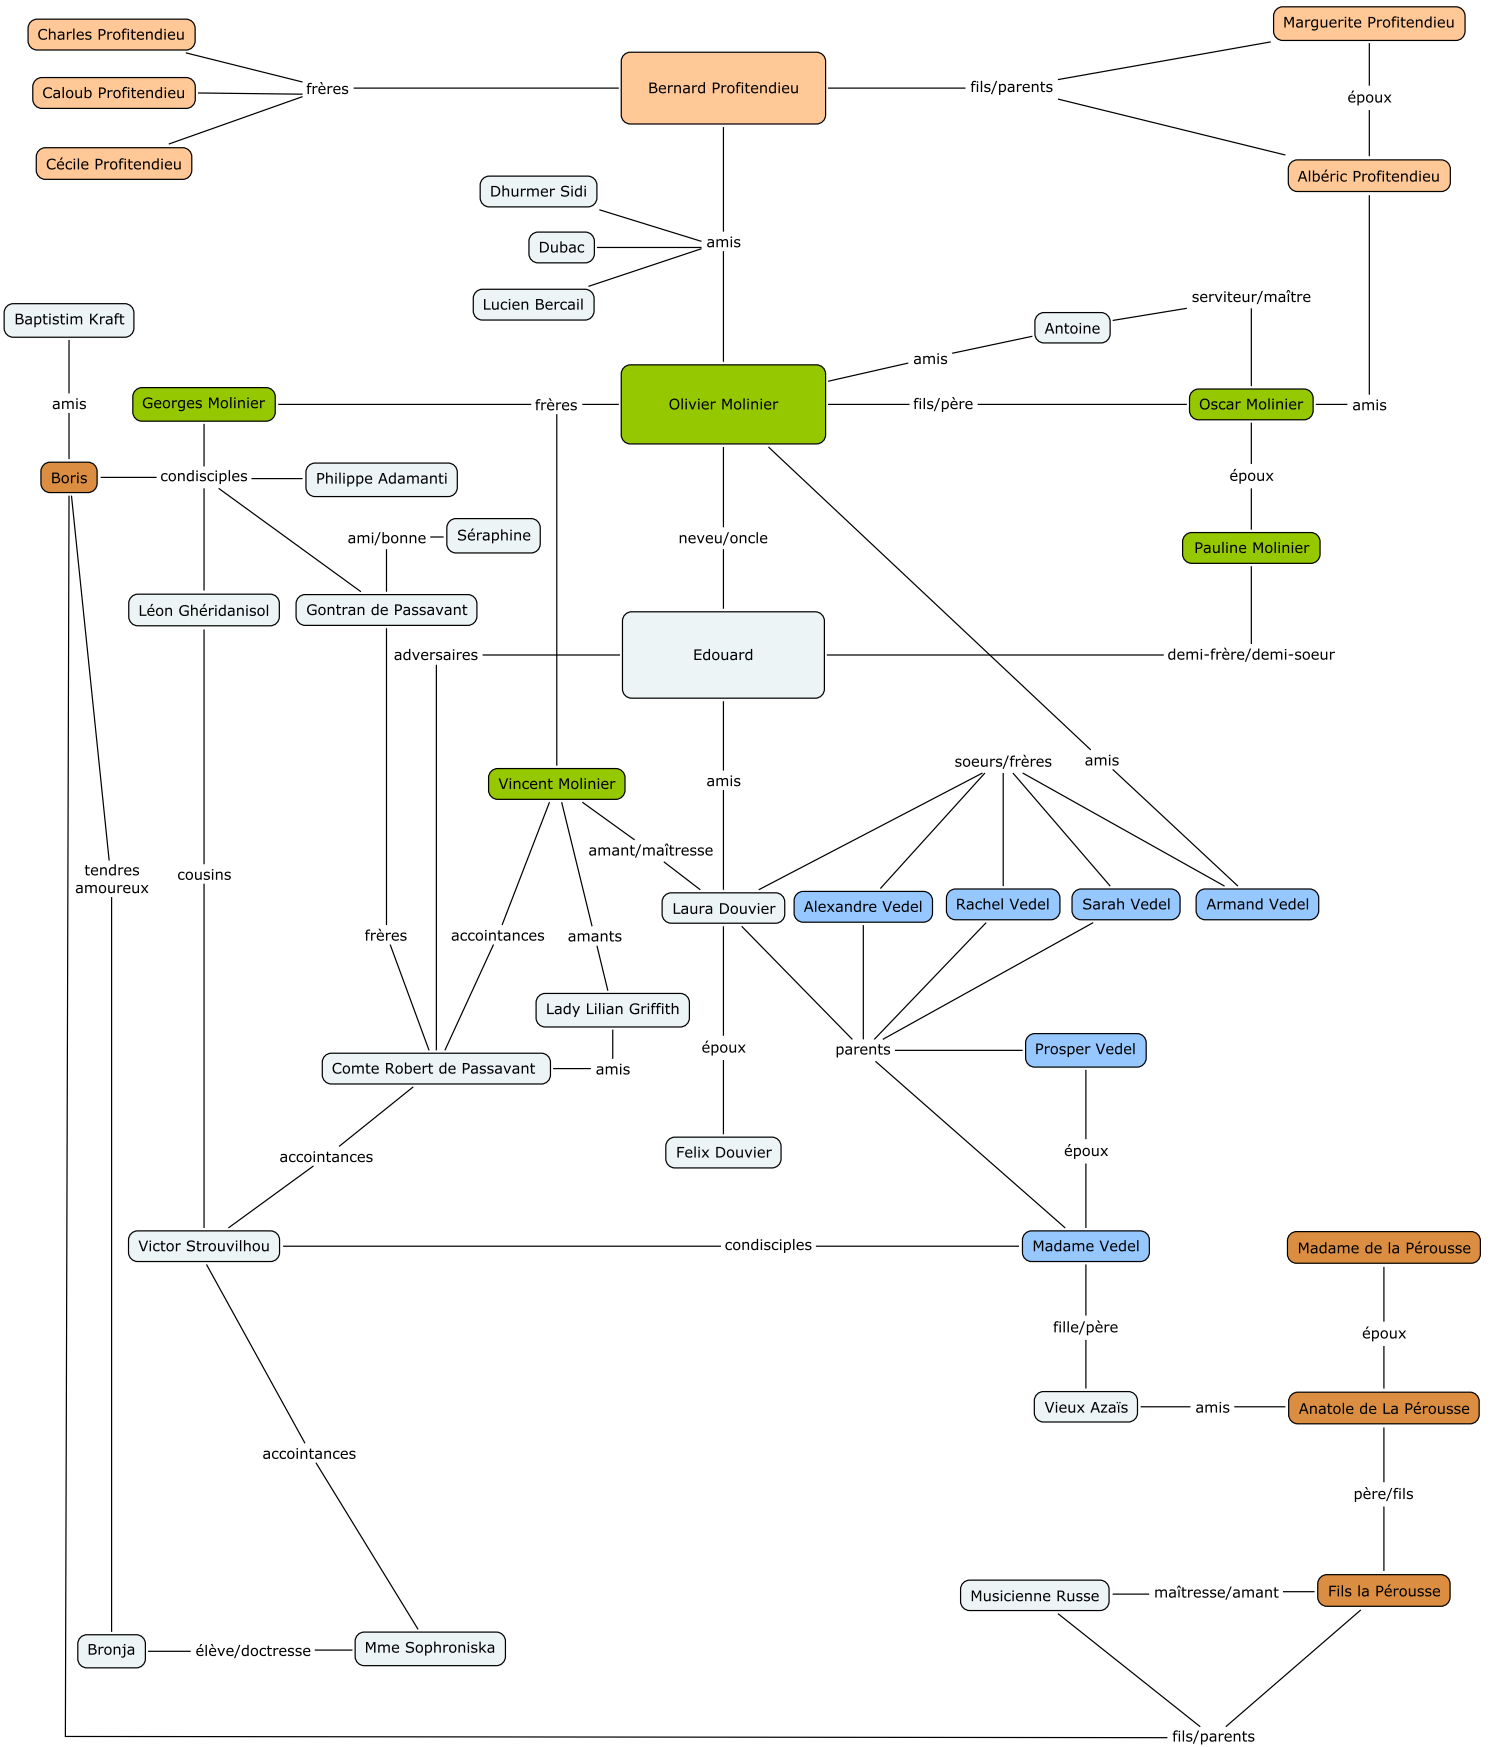 Charles Profitendieu
Marguerite Profitendieu
Caloub Profitendieu
frères
Bernard Profitendieu
fils/parents
époux
Cécile Profitendieu
Albéric Profitendieu
Dhurmer Sidi
Dubac
amis
Lucien Bercail
serviteur/maître
Baptistim Kraft
Antoine
amis
amis
Georges Molinier
frères
Olivier Molinier
fils/père
Oscar Molinier
amis
Boris
condisciples
Philippe Adamanti
époux
ami/bonne
Séraphine
neveu/oncle
Pauline Molinier
Léon Ghéridanisol
Gontran de Passavant
adversaires
Edouard
demi-frère/demi-soeur
soeurs/frères
amis
Vincent Molinier
amis
amant/maîtresse
tendres
amoureux
cousins
Laura Douvier
Alexandre Vedel
Rachel Vedel
Sarah Vedel
Armand Vedel
frères
accointances
amants
Lady Lilian Griffith
époux
parents
Prosper Vedel
Comte Robert de Passavant
amis
accointances
Felix Douvier
époux
Victor Strouvilhou
condisciples
Madame Vedel
Madame de la Pérousse
fille/père
époux
Vieux Azaïs
amis
Anatole de La Pérousse
accointances
père/fils
Musicienne Russe
maîtresse/amant
Fils la Pérousse
Bronja
élève/doctresse
Mme Sophroniska
fils/parents